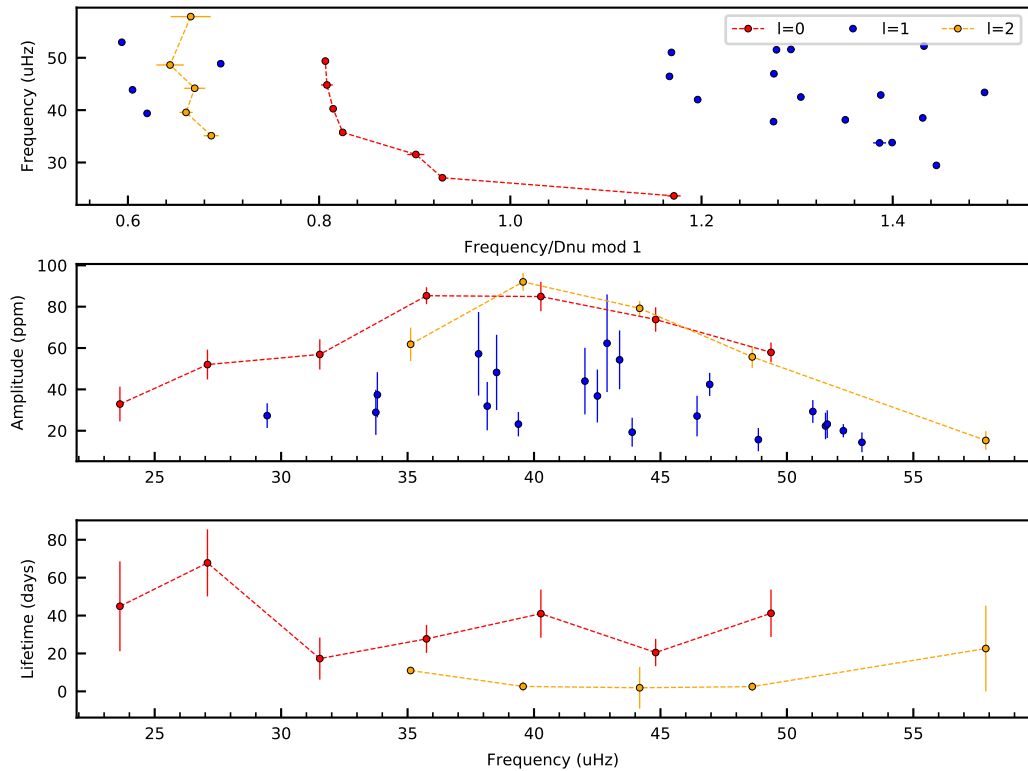 l=0 l=1 l=2
Frequency (uHz)
50
40
30
0.6 0.8 1.0 1.2 1.4
Frequency/Dnu mod 1
Amplitude (ppm)
100
80
60
40
20
25 30 35 40 45 50 55
Lifetime (days)
80
60
40
20
0
25 30 35 40 45 50 55
Frequency (uHz)